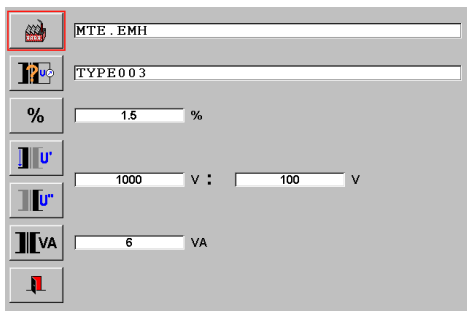 MTE.EMH
U
TYPE003
% 1.5 %
U'
1000 V : 100 V
U"
VA 6 VA